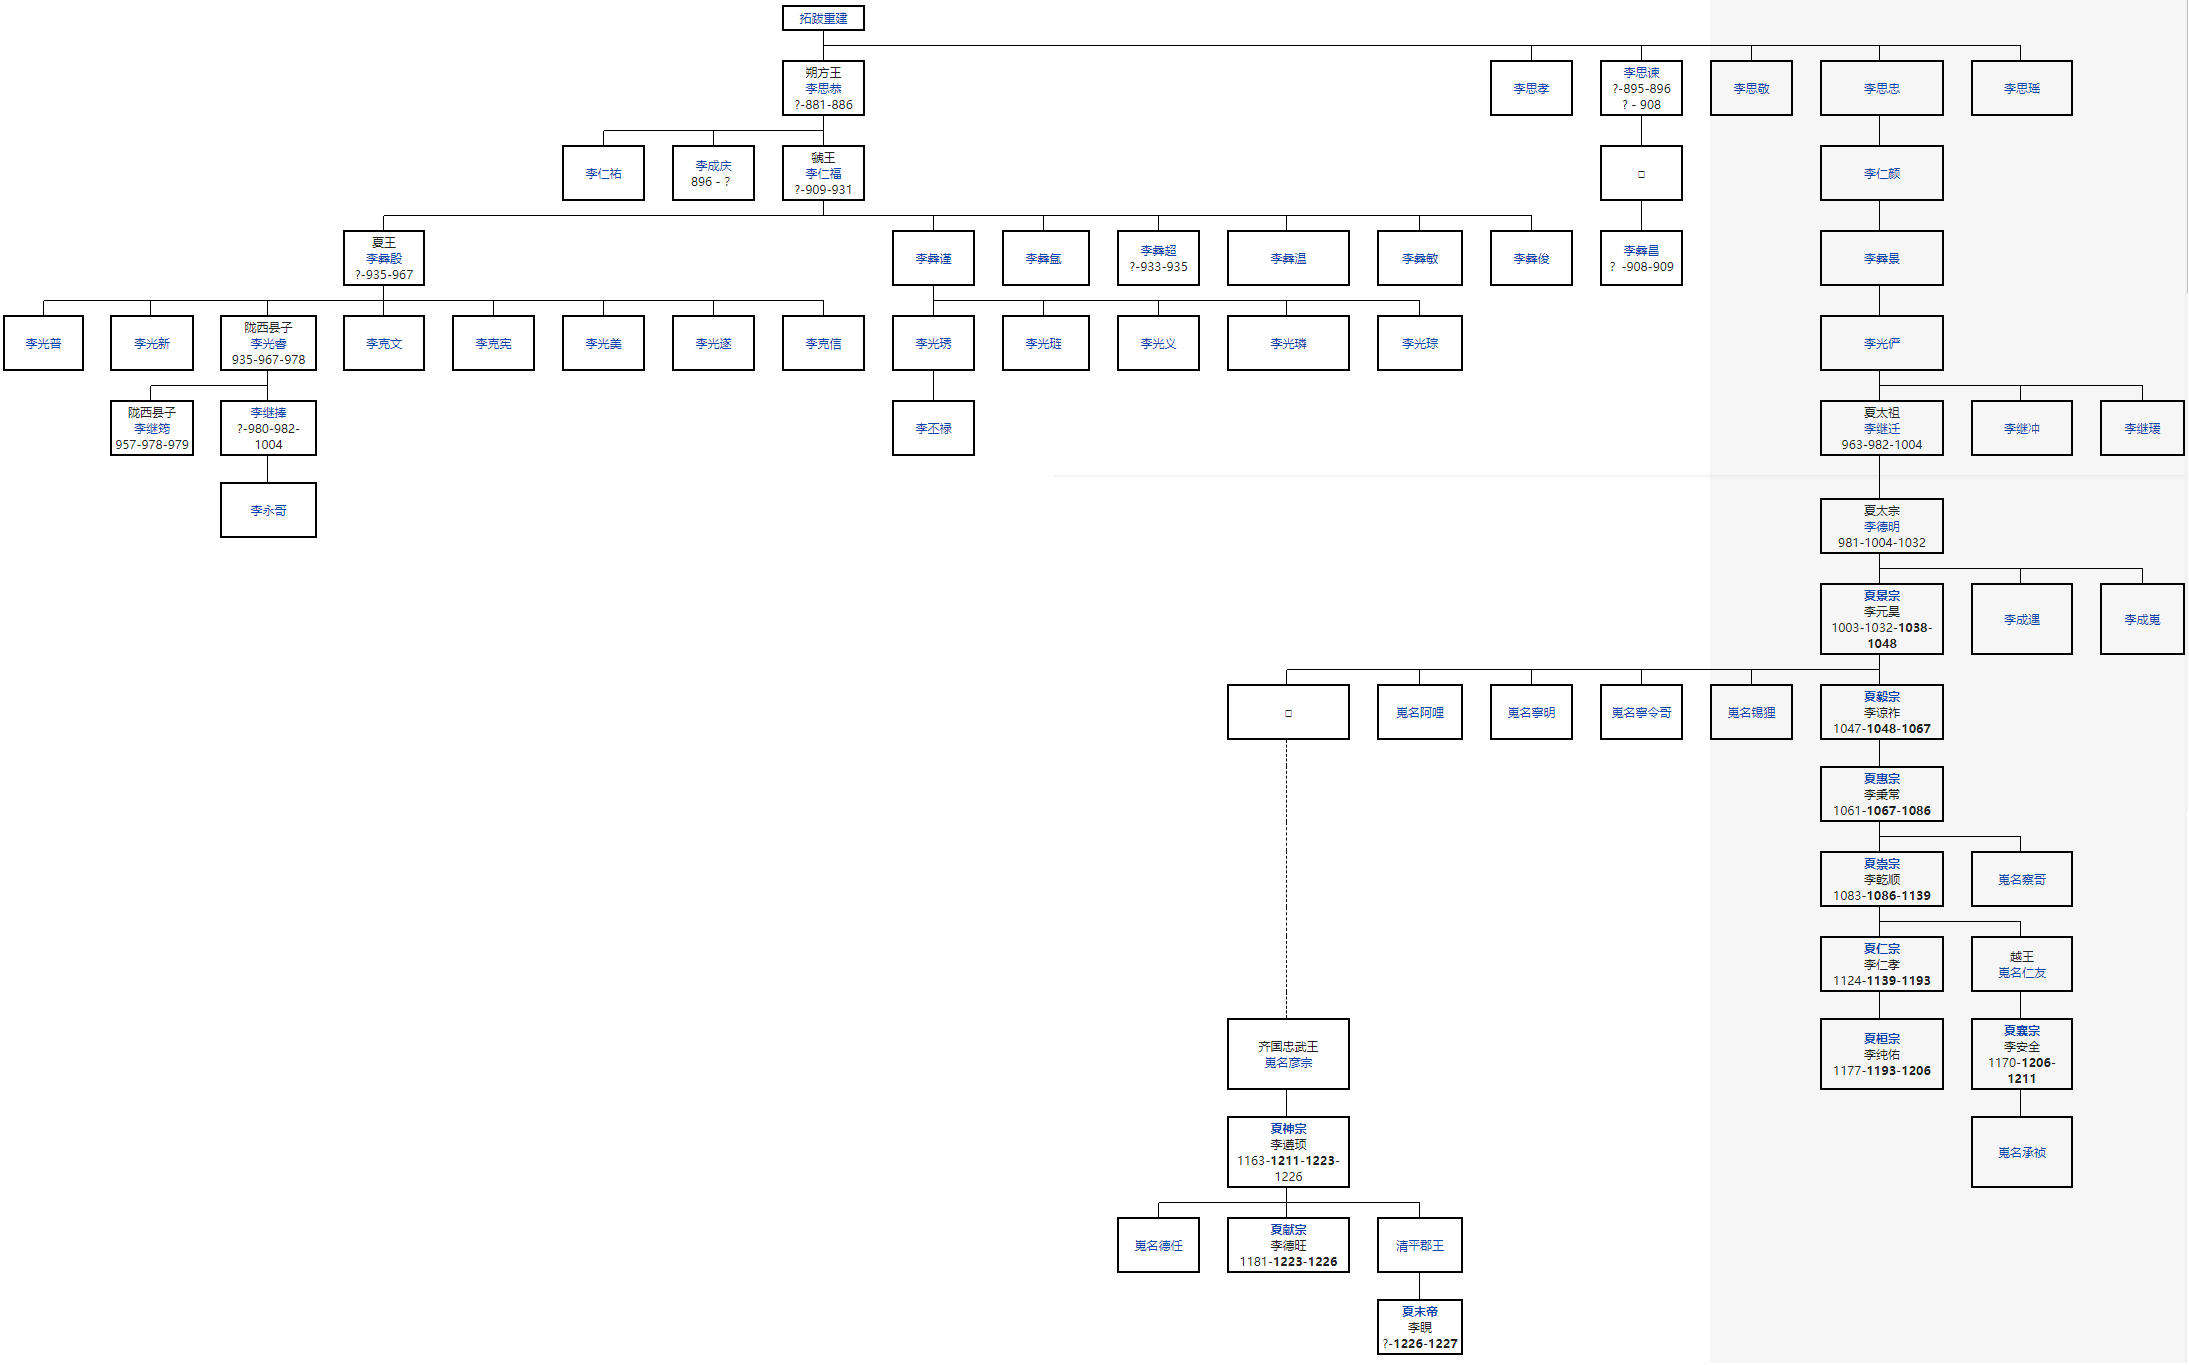 拓跋重建
朔方王
李思恭
?-881-886
李思孝
李思谏
?-895-896
? - 908
李思敬
李思忠
李思瑶
李仁祐
李成庆
896 - ?
虢王
李仁福
?-909-931
□
李仁颜
夏王
李彝殷
?-935-967
李彝谨
李彝氲
李彝超
?-933-935
李彝温
李彝敏
李彝俊
李彝昌
? -908-909
李彝景
李光普
李光新
陇西县子
李光睿
935-967-978
李克文
李克宪
李光美
李光遂
李克信
李光琇
李光琏
李光义
李光璘
李光琮
李光俨
陇西县子
李继筠
957-978-979
李继捧
?-980-982-
1004
李丕禄
夏太祖
李继迁
963-982-1004
李继冲
李继瑗
李永哥
夏太宗
李德明
981-1004-1032
夏景宗
李元昊
1003-1032-1038-
1048
李成遇
李成嵬
□
嵬名阿哩
嵬名寧明
嵬名寧令哥
嵬名锡狸
夏毅宗
李谅祚
1047-1048-1067
夏惠宗
李秉常
1061-1067-1086
夏崇宗
李乾顺
1083-1086-1139
嵬名察哥
夏仁宗
李仁孝
1124-1139-1193
越王
嵬名仁友
齐国忠武王
嵬名彦宗
夏桓宗
李纯佑
1177-1193-1206
夏襄宗
李安全
1170-1206-
1211
夏神宗
李遵顼
1163-1211-1223-
1226
嵬名承祯
嵬名德任
夏献宗
李德旺
1181-1223-1226
清平郡王
夏末帝
李晛
?-1226-1227